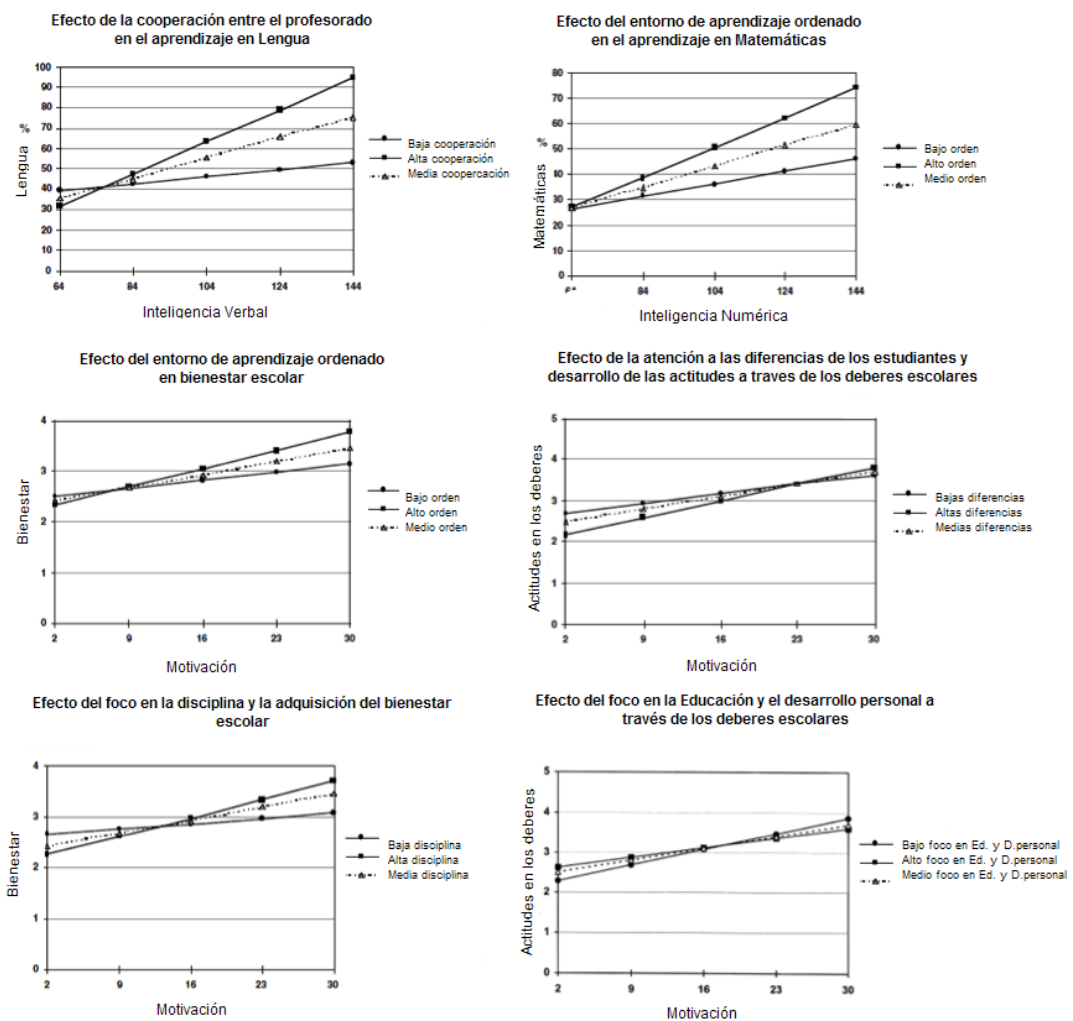 Efecto de la cooperación entre el profesorado
en el aprendizaje en Lengua
100
90
80
70
60
50
40
30
20
10
0
Lengua %
64 84 104 124 144
Inteligencia Verbal
Baja cooperación
Alta cooperación
Media coopercación
Efecto del entorno de aprendizaje ordenado
en el aprendizaje en Matemáticas
80
70
60
50
40
30
20
10
0
Matemáticas %
84 104 124 144
Inteligencia Numérica
Bajo orden
Alto orden
Medio orden
Efecto del entorno de aprendizaje ordenado
en bienestar escolar
4
3
2
1
0
Bienestar
2 9 16 23 30
Motivación
Bajo orden
Alto orden
Medio orden
Efecto de la atención a las diferencias de los estudiantes y
desarrollo de las actitudes a traves de los deberes escolares
5
4
3
2
1
0
Actitudes en los deberes
2 9 16 23 30
Motivación
Bajas diferencias
Altas diferencias
Medias diferencias
Efecto del foco en la disciplina y la adquisición del bienestar
escolar
4
3
2
1
0
Bienestar
2 9 16 23 30
Motivación
Baja disciplina
Alta disciplina
Media disciplina
Efecto del foco en la Educación y el desarrollo personal a
través de los deberes escolares
5
4
3
2
1
0
Actitudes en los deberes
2 9 16 23 30
Motivación
Bajo foco en Ed. y D.personal
Alto foco en Ed. y D.personal
Medio foco en Ed. y D.personal